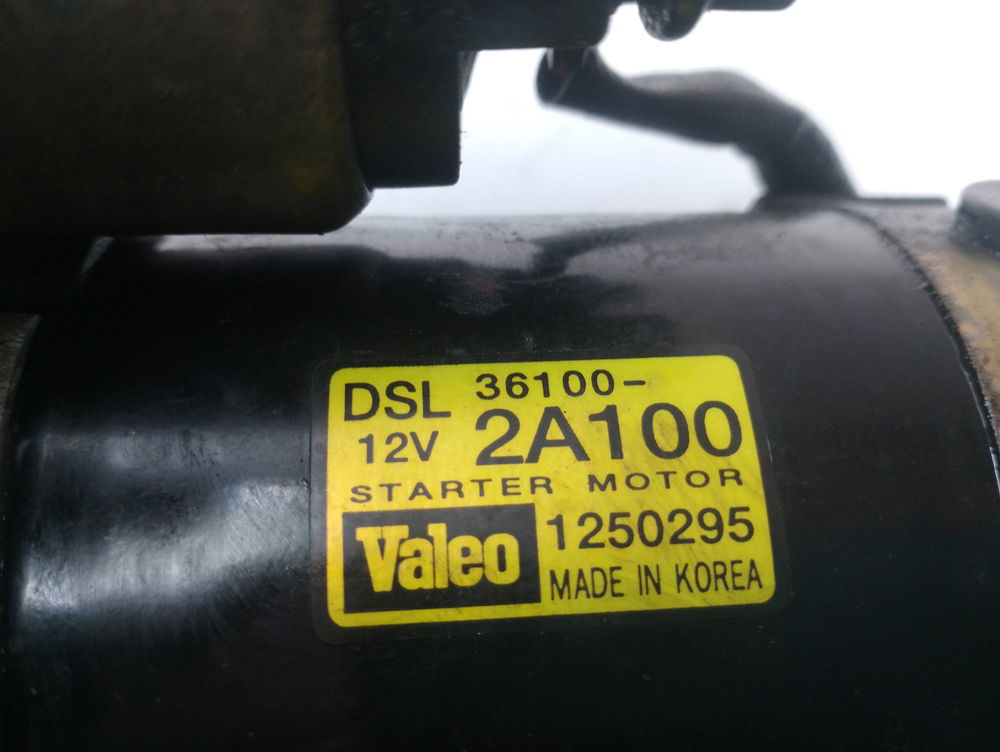 DSL 36100-
12V 2A100
STARTER MOTOR
Valeo 1250295
MADE IN KOREA